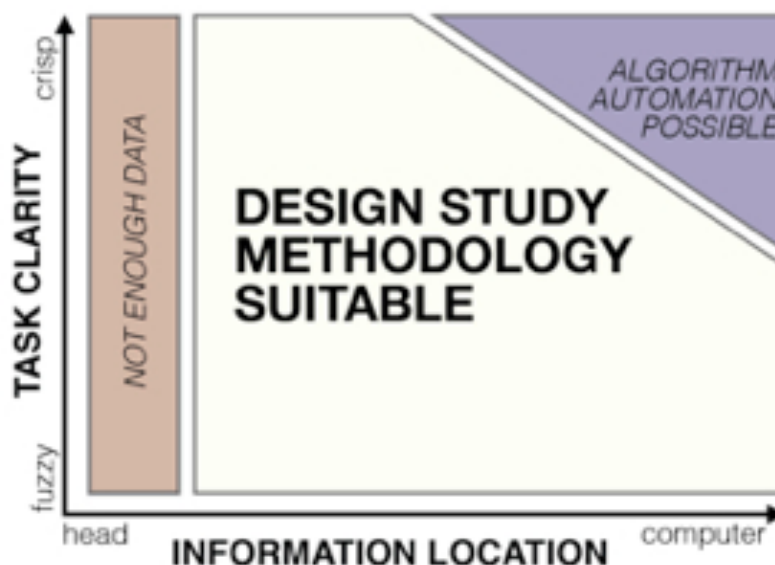 crisp
TASK CLARITY
fuzzy
NOT ENOUGH DATA
DESIGN STUDY
METHODOLOGY
SUITABLE
ALGORITHM
AUTOMATION
POSSIBLE
head
computer
INFORMATION LOCATION